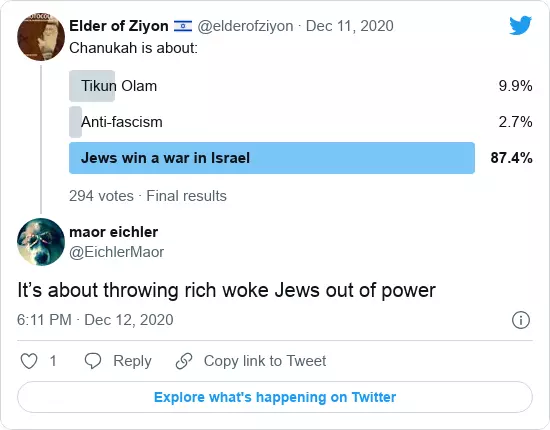 Elder of Ziyon 🇮🇱 @elderofziyon · Dec 11, 2020
Chanukah is about:
Tikun Olam 9.9%
Anti-fascism 2.7%
Jews win a war in Israel 87.4%
294 votes · Final results
maor eichler
@EichlerMaor
It’s about throwing rich woke Jews out of power
6:11 PM · Dec 12, 2020
1 Reply Copy link to Tweet
Explore what's happening on Twitter